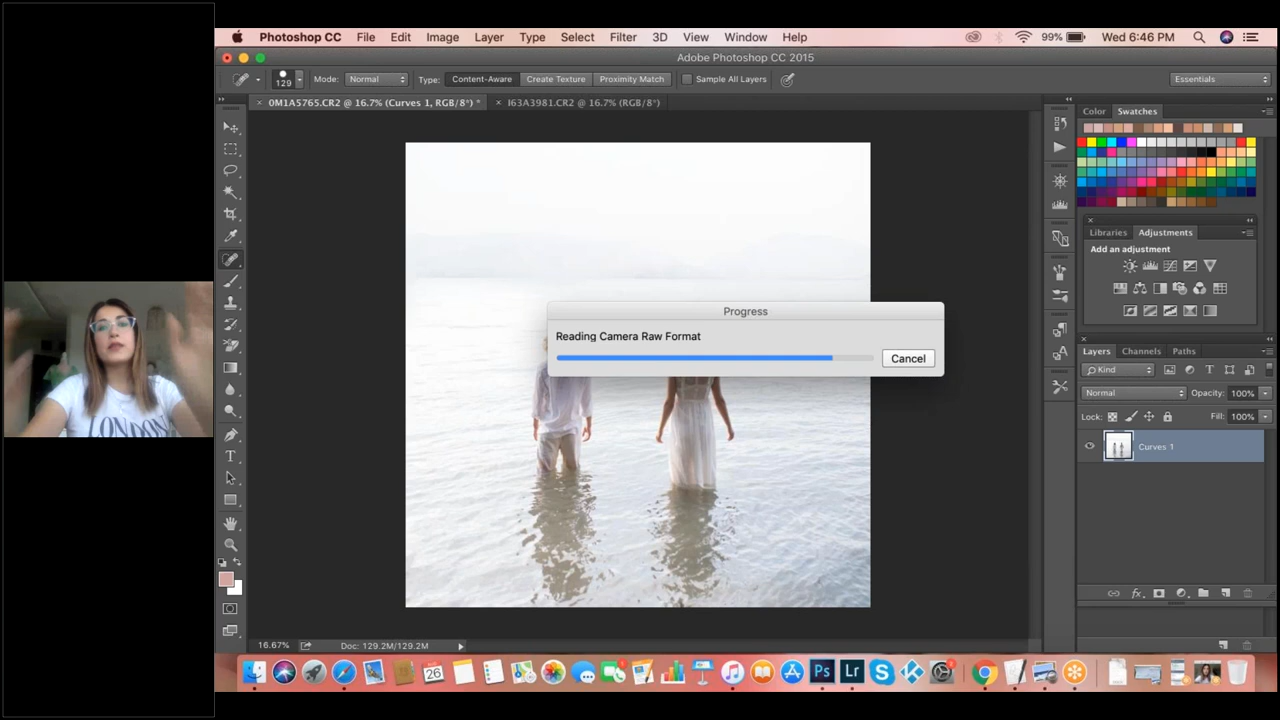 Photoshop CC File Edit Image Layer Type Select Filter 3D View Window Help 99% Wed 6:46 PM
Adobe Photoshop CC 2015
129 Mode: Normal Type: Content-Aware Create Texture Proximity Match Sample All Layers Essentials
0M1A5765.CR2 @ 16.7% (Curves 1, RGB/8*) * I63A3981.CR2 @ 16.7% (RGB/8*)
Color Swatches
Libraries Adjustments
Add an adjustment
Progress
Reading Camera Raw Format
Cancel
Layers Channels Paths
Kind
Normal Opacity: 100%
Lock: Fill: 100%
Curves 1
LONDON
16.67% Doc: 129.2M/129.2M
26 Ps Lr